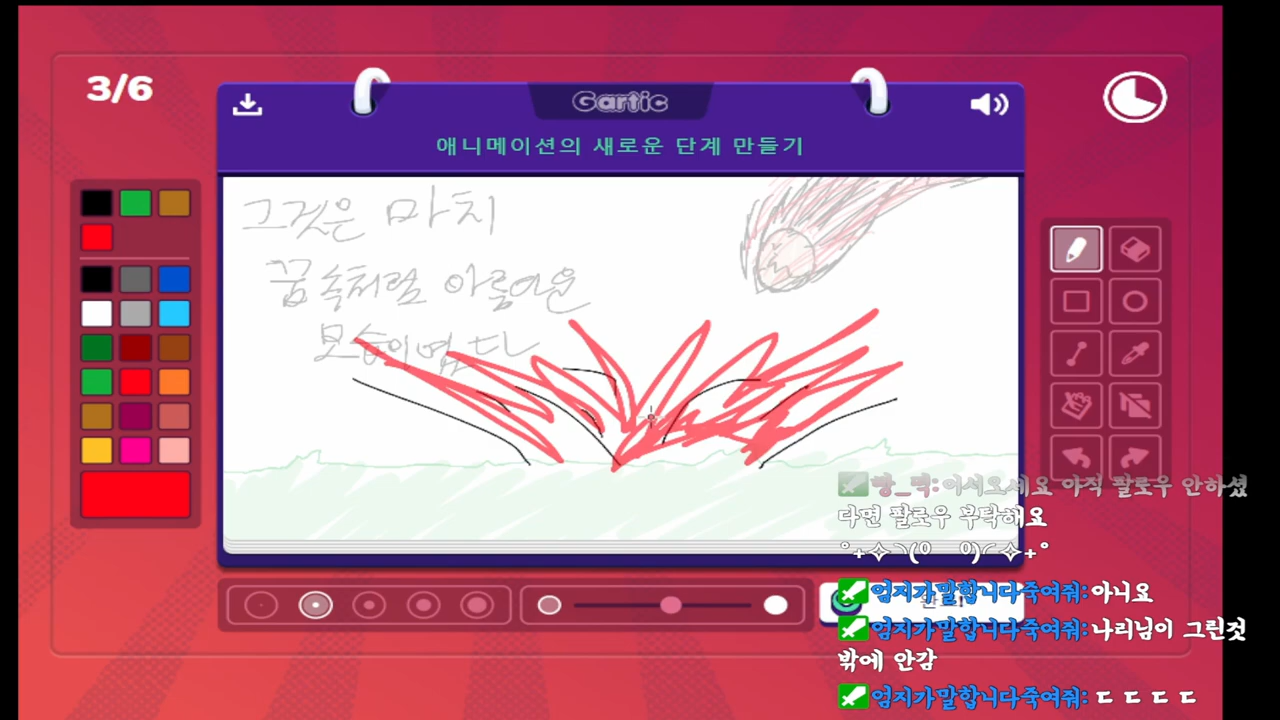 3/6
Gartic
애니메이션의 새로운 단계 만들기
그것은 마치
꿈속처럼 아름다운
모습이였다
빵_떡: 어서오세요 아직 팔로우 안하셨
다면 팔로우 부탁해요
엄지가말합니다죽여줘: 아니요
엄지가말합니다죽여줘: 나리님이 그린것
밖에 안감
엄지가말합니다죽여줘: ㄷ ㄷ ㄷ ㄷ